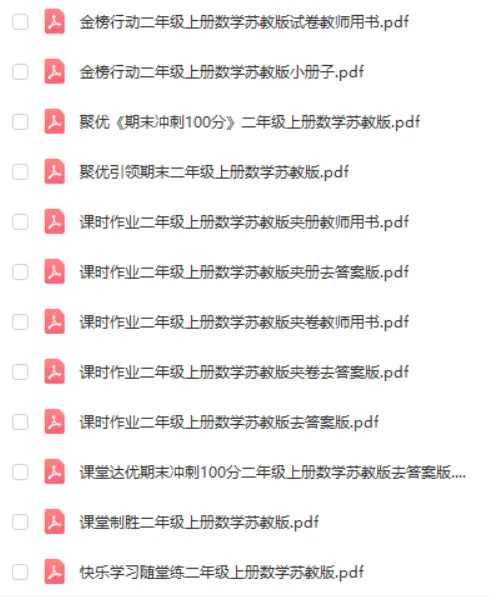 金榜行动二年级上册数学苏教版试卷教师用书.pdf
金榜行动二年级上册数学苏教版小册子.pdf
聚优《期末冲刺100分》二年级上册数学苏教版.pdf
聚优引领期末二年级上册数学苏教版.pdf
课时作业二年级上册数学苏教版夹册教师用书.pdf
课时作业二年级上册数学苏教版夹册去答案版.pdf
课时作业二年级上册数学苏教版夹卷教师用书.pdf
课时作业二年级上册数学苏教版夹卷去答案版.pdf
课时作业二年级上册数学苏教版去答案版.pdf
课堂达优期末冲刺100分二年级上册数学苏教版去答案版....
课堂制胜二年级上册数学苏教版.pdf
快乐学习随堂练二年级上册数学苏教版.pdf